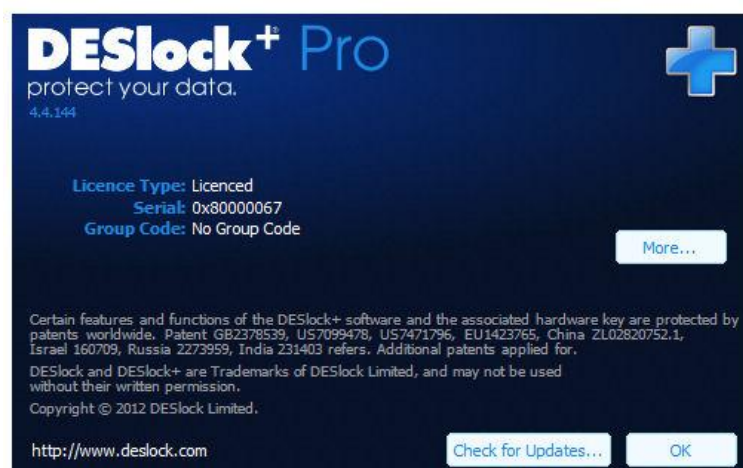 DESlock+ Pro
protect your data.
4.4.144
Licence Type: Licenced
Serial: 0x80000067
Group Code: No Group Code
More...
Certain features and functions of the DESlock+ software and the associated hardware key are protected by
patents worldwide. Patent GB2378539, US7099478, US7471796, EU1423765, China ZL02820752.1,
Israel 160709, Russia 2273959, India 231403 refers. Additional patents applied for.
DESlock and DESlock+ are Trademarks of DESlock Limited, and may not be used
without their written permission.
Copyright © 2012 DESlock Limited.
http://www.deslock.com
Check for Updates...
OK